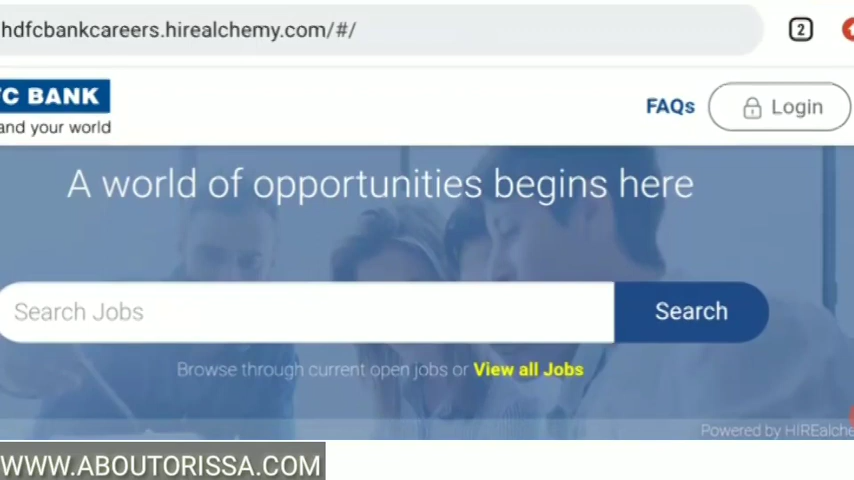 hdfcbankcareers.hirealchemy.com/#/
2
FC BANK
and your world
FAQs
Login
A world of opportunities begins here
Search Jobs
Search
Browse through current open jobs or View all Jobs
Powered by HIREalche
WWW.ABOUTORISSA.COM